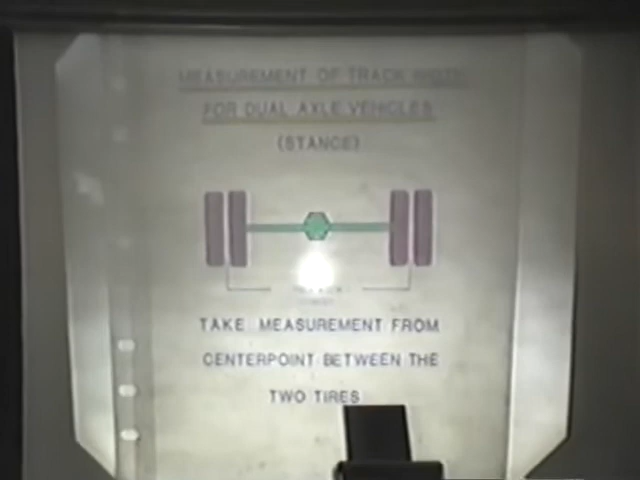 MEASUREMENT OF TRACK WIDTH
FOR DUAL AXLE VEHICLES
(STANCE)
TAKE MEASUREMENT FROM
CENTERPOINT BETWEEN THE
TWO TIRES